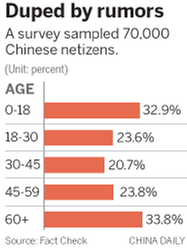 Duped by rumors
A survey sampled 70,000
Chinese netizens.
(Unit: percent)
AGE
0-18 32.9%
18-30 23.6%
30-45 20.7%
45-59 23.8%
60+ 33.8%
Source: Fact Check CHINA DAILY